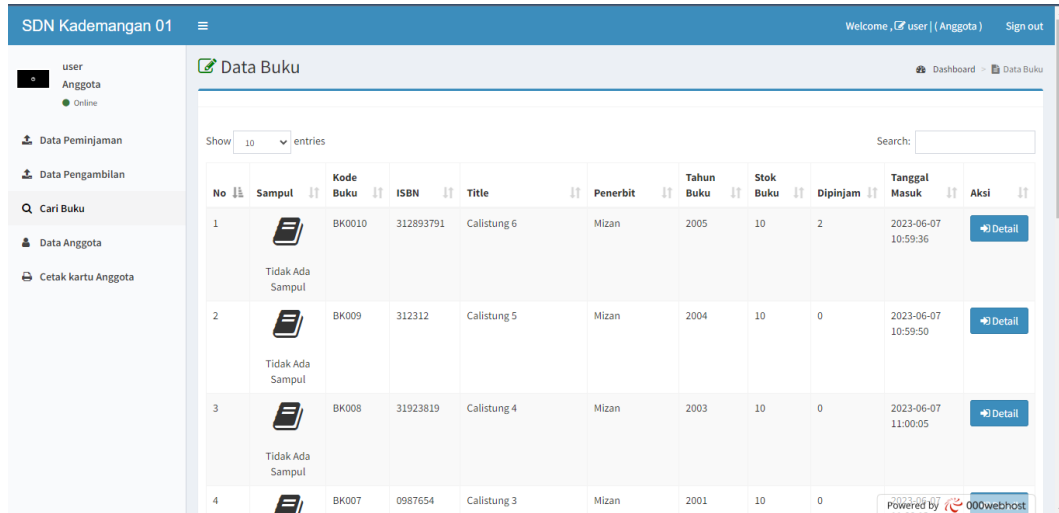 SDN Kademangan 01
Welcome , user | ( Anggota ) Sign out
user
Anggota
Online
Data Peminjaman
Data Pengambilan
Cari Buku
Data Anggota
Cetak kartu Anggota
Data Buku
Dashboard > Data Buku
Show 10 entries
Search:
No Sampul Kode Buku ISBN Title Penerbit Tahun Buku Stok Buku Dipinjam Tanggal Masuk Aksi
1 BK0010 312893791 Calistung 6 Mizan 2005 10 2 2023-06-07 10:59:36 Detail
Tidak Ada
Sampul
2 BK009 312312 Calistung 5 Mizan 2004 10 0 2023-06-07 10:59:50 Detail
Tidak Ada
Sampul
3 BK008 31923819 Calistung 4 Mizan 2003 10 0 2023-06-07 11:00:05 Detail
Tidak Ada
Sampul
4 BK007 0987654 Calistung 3 Mizan 2001 10 0 2023-06-07
Powered by 000webhost